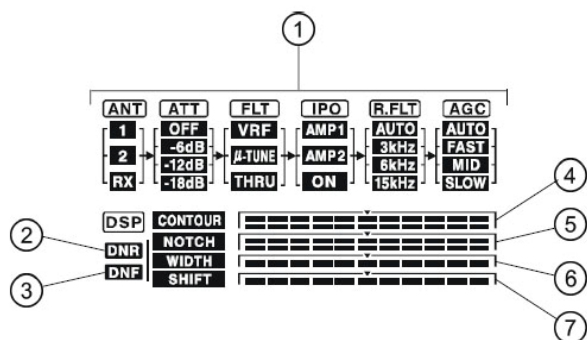 1
ANT ATT FLT IPO R.FLT AGC
1 OFF VRF AMP1 AUTO AUTO
-6dB 3kHz FAST
2 -12dB μ-TUNE AMP2 6kHz MID
RX -18dB THRU ON 15kHz SLOW
4
DSP CONTOUR
5
2 DNR NOTCH
WIDTH 6
3 DNF SHIFT
7